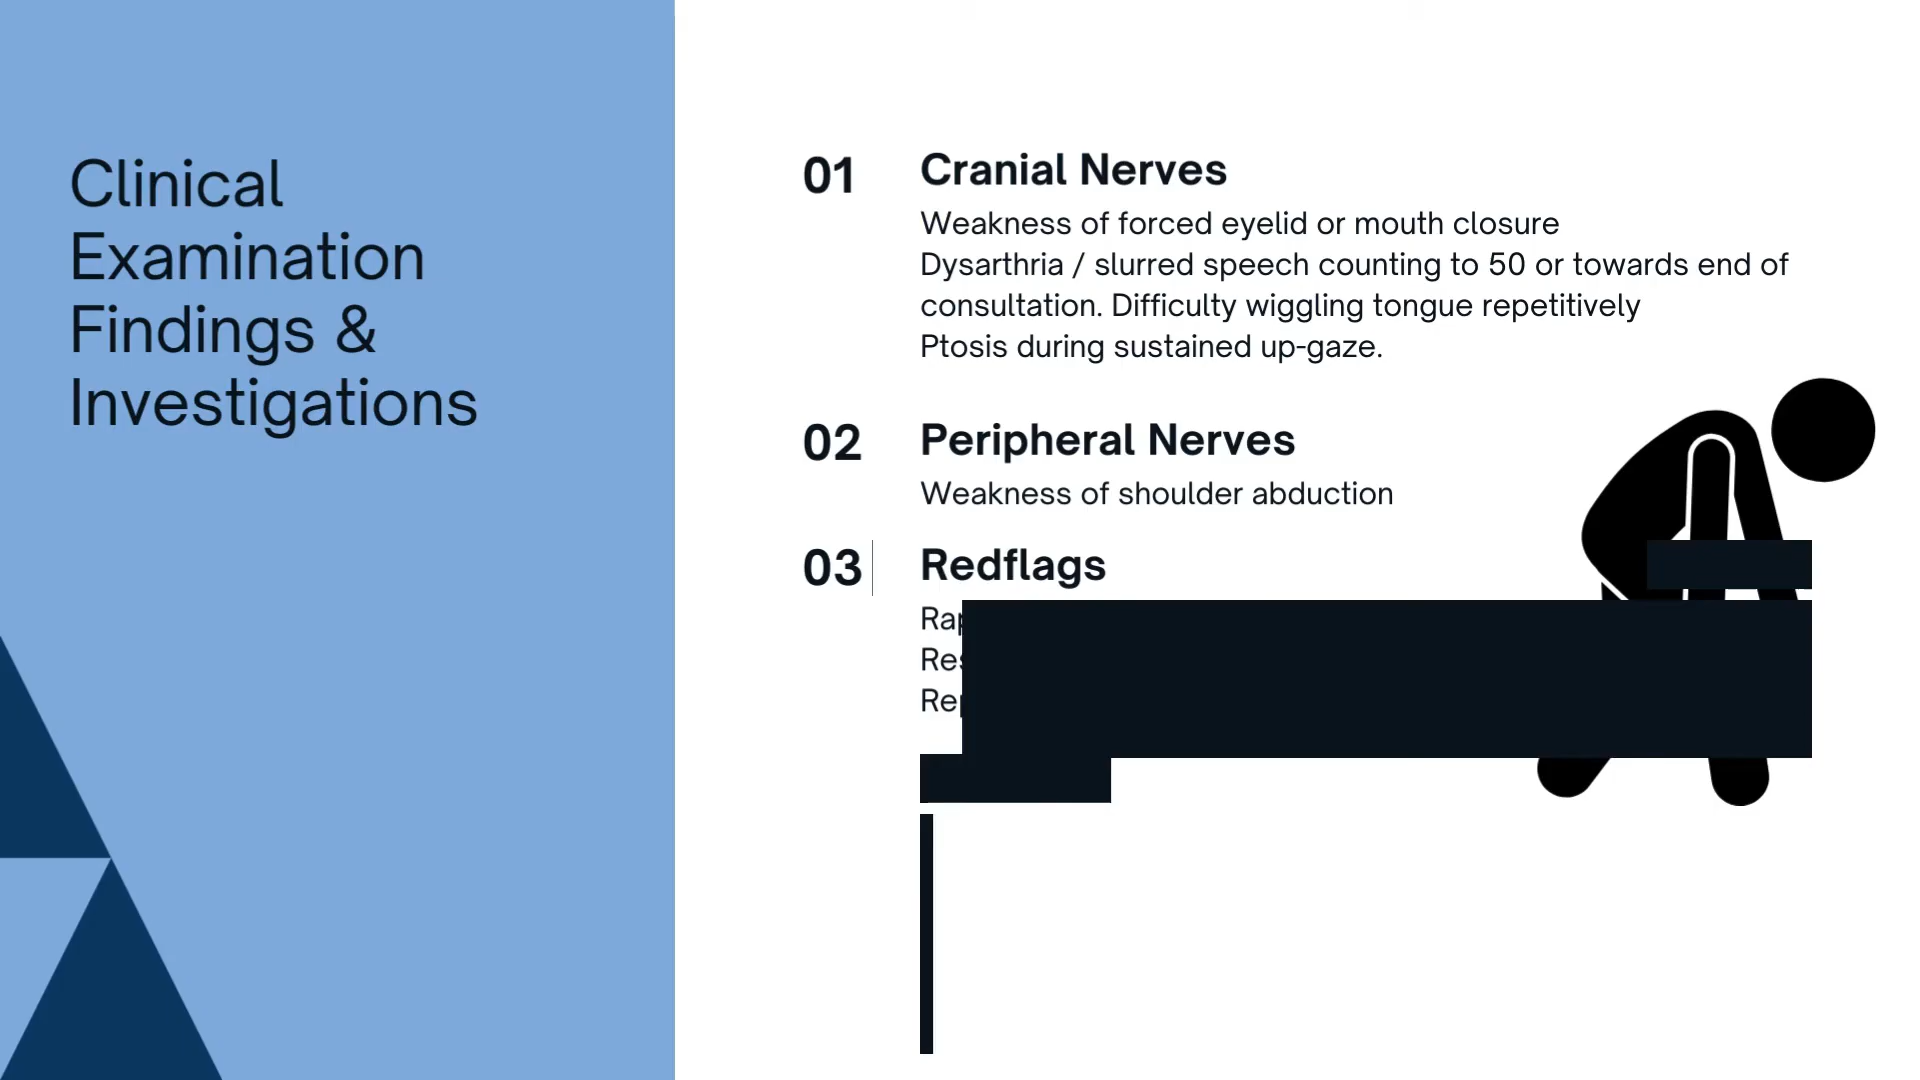 Clinical
Examination
Findings &
Investigations
01
Cranial Nerves
Weakness of forced eyelid or mouth closure
Dysarthria / slurred speech counting to 50 or towards end of
consultation. Difficulty wiggling tongue repetitively
Ptosis during sustained up-gaze.
02
Peripheral Nerves
Weakness of shoulder abduction
03
Redflags